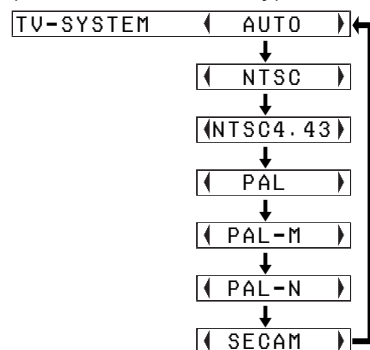 TV-SYSTEM AUTO
NTSC
NTSC4.43
PAL
PAL-M
PAL-N
SECAM